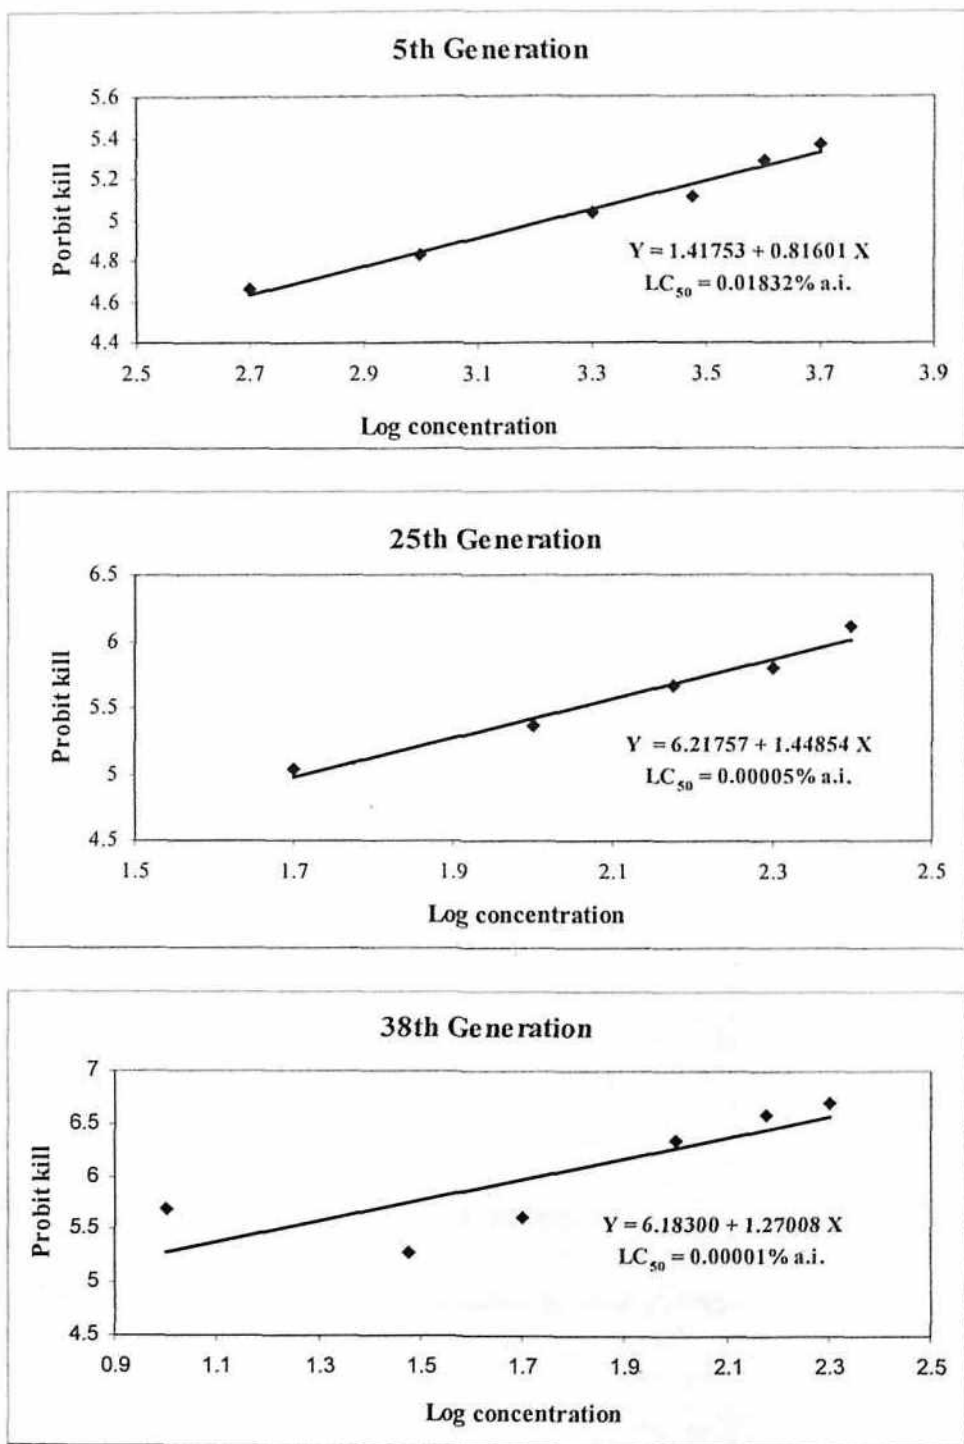 5th Generation
5.6
5.4
5.2
5
4.8
4.6
4.4
Porbit kill
Y = 1.41753 + 0.81601 X
LC50 = 0.01832% a.i.
2.5 2.7 2.9 3.1 3.3 3.5 3.7 3.9
Log concentration
25th Generation
6.5
6
5.5
5
4.5
Probit kill
Y = 6.21757 + 1.44854 X
LC50 = 0.00005% a.i.
1.5 1.7 1.9 2.1 2.3 2.5
Log concentration
38th Generation
7
6.5
6
5.5
5
4.5
Probit kill
Y = 6.18300 + 1.27008 X
LC50 = 0.00001% a.i.
0.9 1.1 1.3 1.5 1.7 1.9 2.1 2.3 2.5
Log concentration